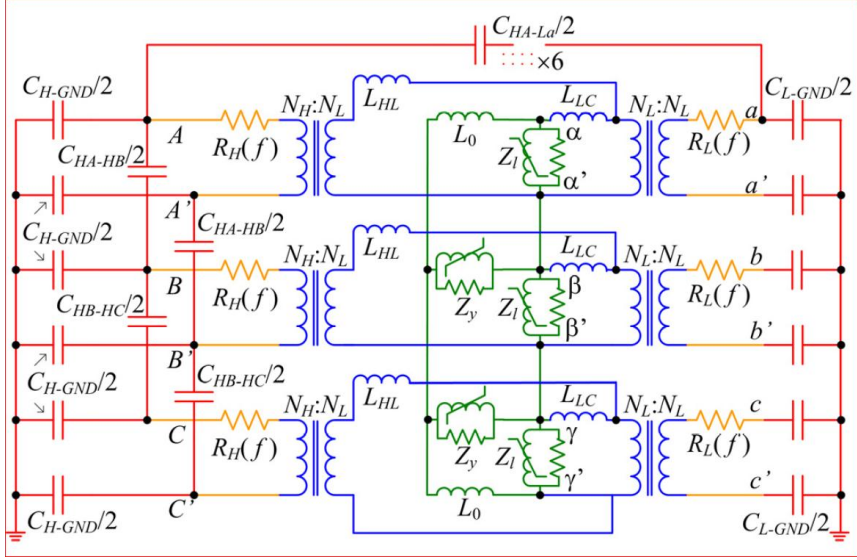 C_HA-La/2
×6
C_H-GND/2
C_L-GND/2
N_H:N_L
L_HL
L_LC
N_L:N_L
A
R_H(f)
L_0
α
Z_l
α’
R_L(f)
a
C_HA-HB/2
A’
a’
C_HA-HB/2
C_H-GND/2
N_H:N_L
L_HL
L_LC
N_L:N_L
B
R_H(f)
Z_y
Z_l
β
β’
R_L(f)
b
C_HB-HC/2
B’
b’
C_HB-HC/2
C_H-GND/2
N_H:N_L
L_HL
L_LC
N_L:N_L
C
R_H(f)
Z_y
Z_l
γ
γ’
R_L(f)
c
C_H-GND/2
C’
L_0
c’
C_L-GND/2